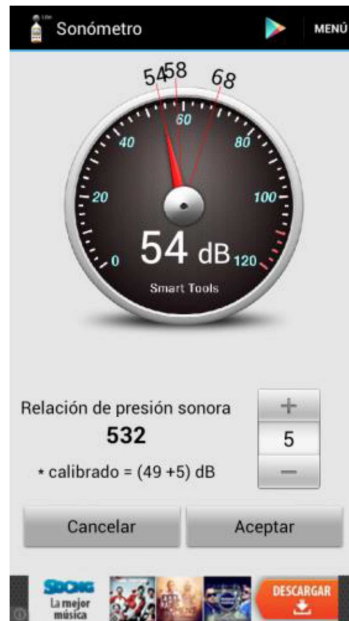 Sonómetro
MENÚ
54 58 68
40 60 80
20 100
0 120
54 dB
Smart Tools
Relación de presión sonora
532
+
5
* calibrado = (49 +5) dB
−
Cancelar Aceptar
SDONG
La mejor
música
DESCARGAR